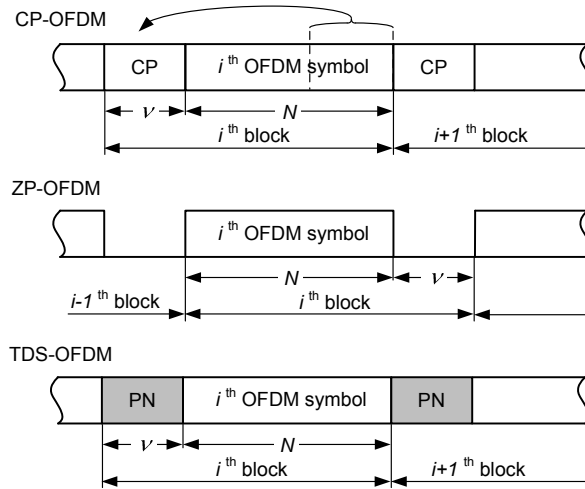 CP-OFDM
CP i th OFDM symbol CP
ν N
i th block i+1 th block
ZP-OFDM
i th OFDM symbol
N ν
i-1 th block i th block
TDS-OFDM
PN i th OFDM symbol PN
ν N
i th block i+1 th block